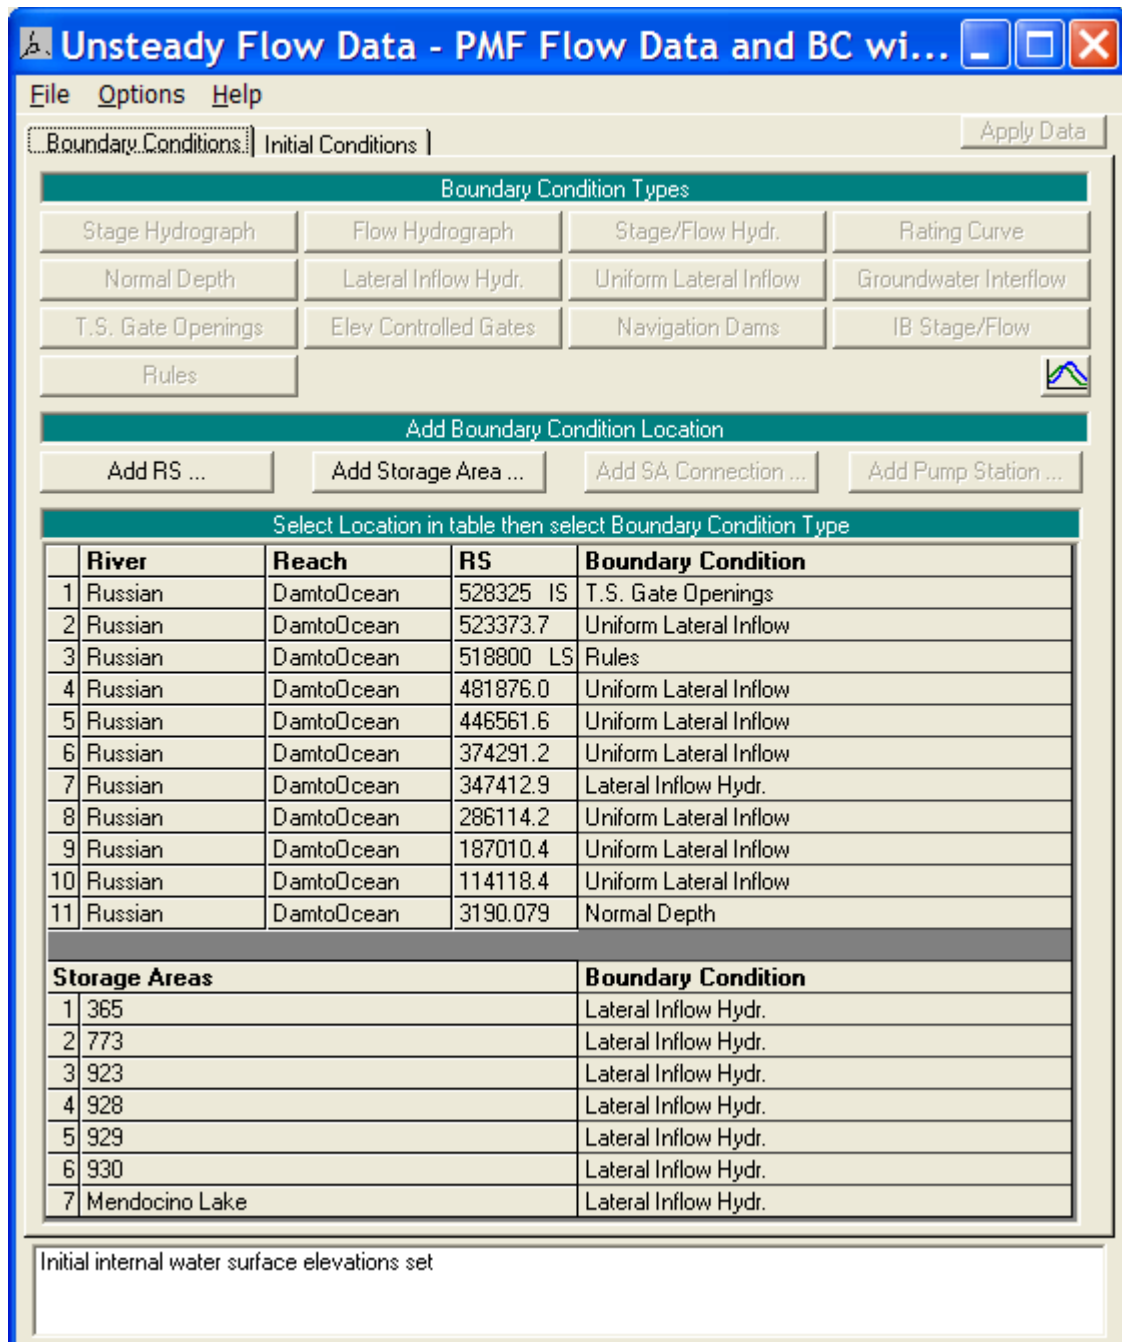 Unsteady Flow Data - PMF Flow Data and BC wi...
File Options Help
Boundary Conditions Initial Conditions Apply Data
Boundary Condition Types
Stage Hydrograph Flow Hydrograph Stage/Flow Hydr. Rating Curve
Normal Depth Lateral Inflow Hydr. Uniform Lateral Inflow Groundwater Interflow
T.S. Gate Openings Elev Controlled Gates Navigation Dams IB Stage/Flow
Rules
Add Boundary Condition Location
Add RS ... Add Storage Area ... Add SA Connection ... Add Pump Station ...
Select Location in table then select Boundary Condition Type
River Reach RS Boundary Condition
1 Russian DamtoOcean 528325 IS T.S. Gate Openings
2 Russian DamtoOcean 523373.7 Uniform Lateral Inflow
3 Russian DamtoOcean 518800 LS Rules
4 Russian DamtoOcean 481876.0 Uniform Lateral Inflow
5 Russian DamtoOcean 446561.6 Uniform Lateral Inflow
6 Russian DamtoOcean 374291.2 Uniform Lateral Inflow
7 Russian DamtoOcean 347412.9 Lateral Inflow Hydr.
8 Russian DamtoOcean 286114.2 Uniform Lateral Inflow
9 Russian DamtoOcean 187010.4 Uniform Lateral Inflow
10 Russian DamtoOcean 114118.4 Uniform Lateral Inflow
11 Russian DamtoOcean 3190.079 Normal Depth
Storage Areas Boundary Condition
1 365 Lateral Inflow Hydr.
2 773 Lateral Inflow Hydr.
3 923 Lateral Inflow Hydr.
4 928 Lateral Inflow Hydr.
5 929 Lateral Inflow Hydr.
6 930 Lateral Inflow Hydr.
7 Mendocino Lake Lateral Inflow Hydr.
Initial internal water surface elevations set